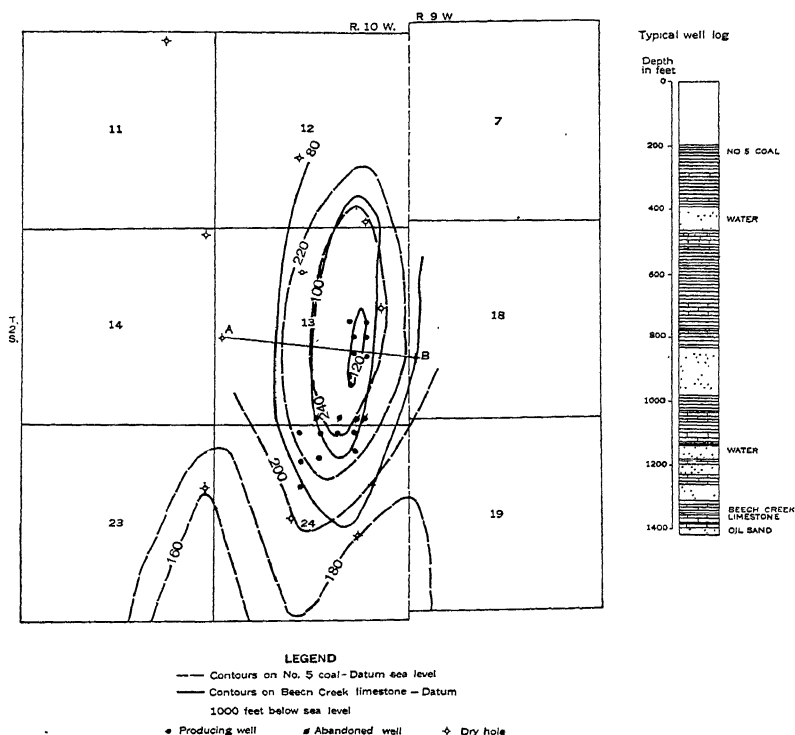 R. 10 W.
R 9 W
11
12
7
80
220
100
14
13
18
A
B
120
240
200
23
24
19
160
180
Typical well log
Depth
in feet
0
200
NO 5 COAL
400
WATER
600
800
1000
1200
WATER
BEECH CREEK
LIMESTONE
1400
OIL SAND
LEGEND
Contours on No. 5 coal - Datum sea level
Contours on Beech Creek limestone - Datum
1000 feet below sea level
Producing well
Abandoned well
Dry hole